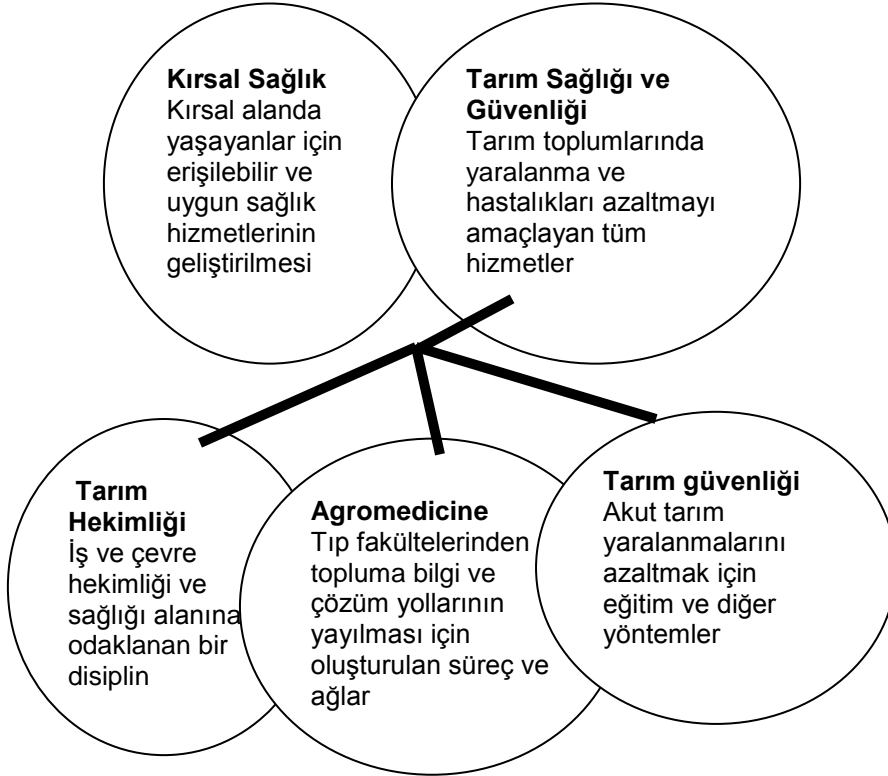 Kırsal Sağlık
Kırsal alanda
yaşayanlar için
erişilebilir ve
uygun sağlık
hizmetlerinin
geliştirilmesi
Tarım Sağlığı ve
Güvenliği
Tarım toplumlarında
yaralanma ve
hastalıkları azaltmayı
amaçlayan tüm
hizmetler
Tarım
Hekimliği
İş ve çevre
hekimliği ve
sağlığı alanına
odaklanan bir
disiplin
Agromedicine
Tıp fakültelerinden
topluma bilgi ve
çözüm yollarının
yayılması için
oluşturulan süreç ve
ağlar
Tarım güvenliği
Akut tarım
yaralanmalarını
azaltmak için
eğitim ve diğer
yöntemler